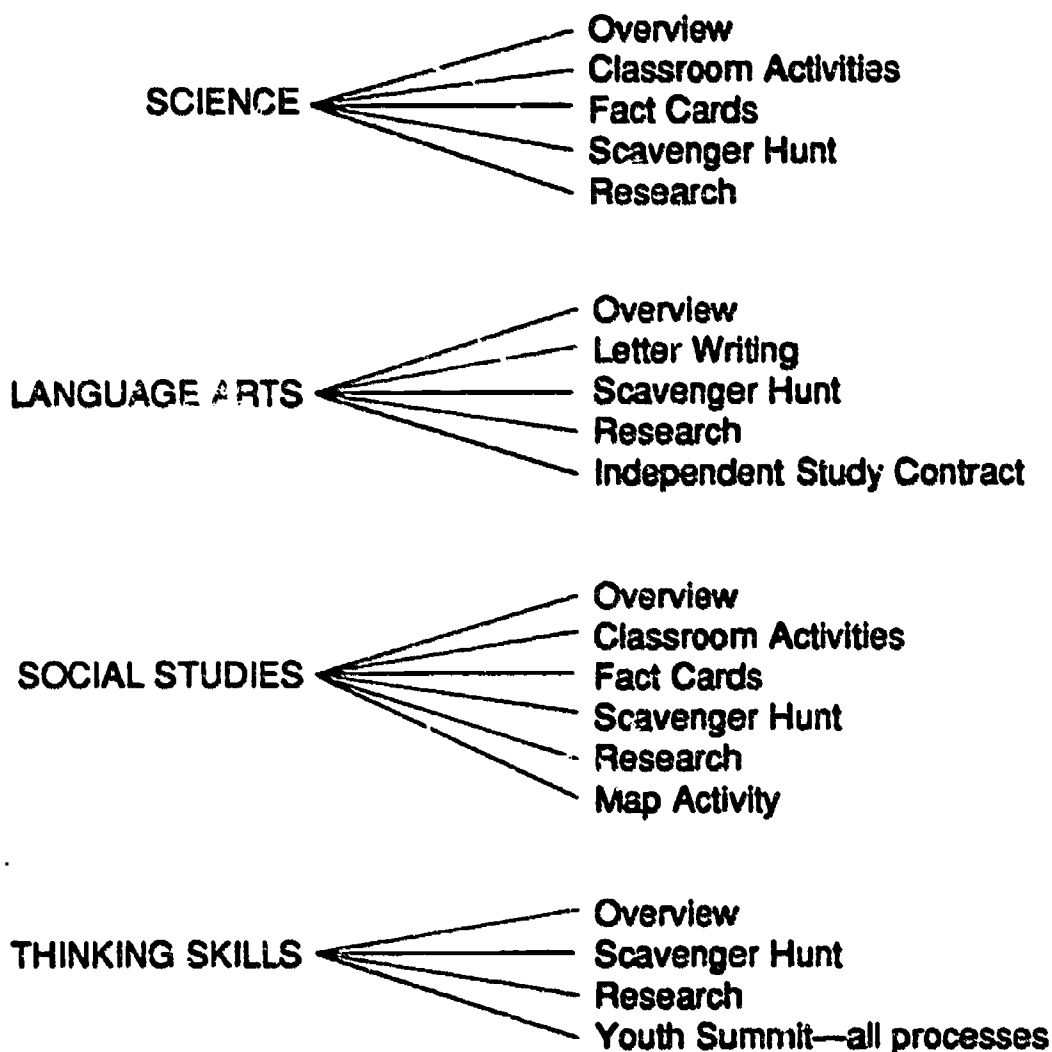 SCIENCE
Overview
Classroom Activities
Fact Cards
Scavenger Hunt
Research
LANGUAGE ARTS
Overview
Letter Writing
Scavenger Hunt
Research
Independent Study Contract
SOCIAL STUDIES
Overview
Classroom Activities
Fact Cards
Scavenger Hunt
Research
Map Activity
THINKING SKILLS
Overview
Scavenger Hunt
Research
Youth Summit—all processes